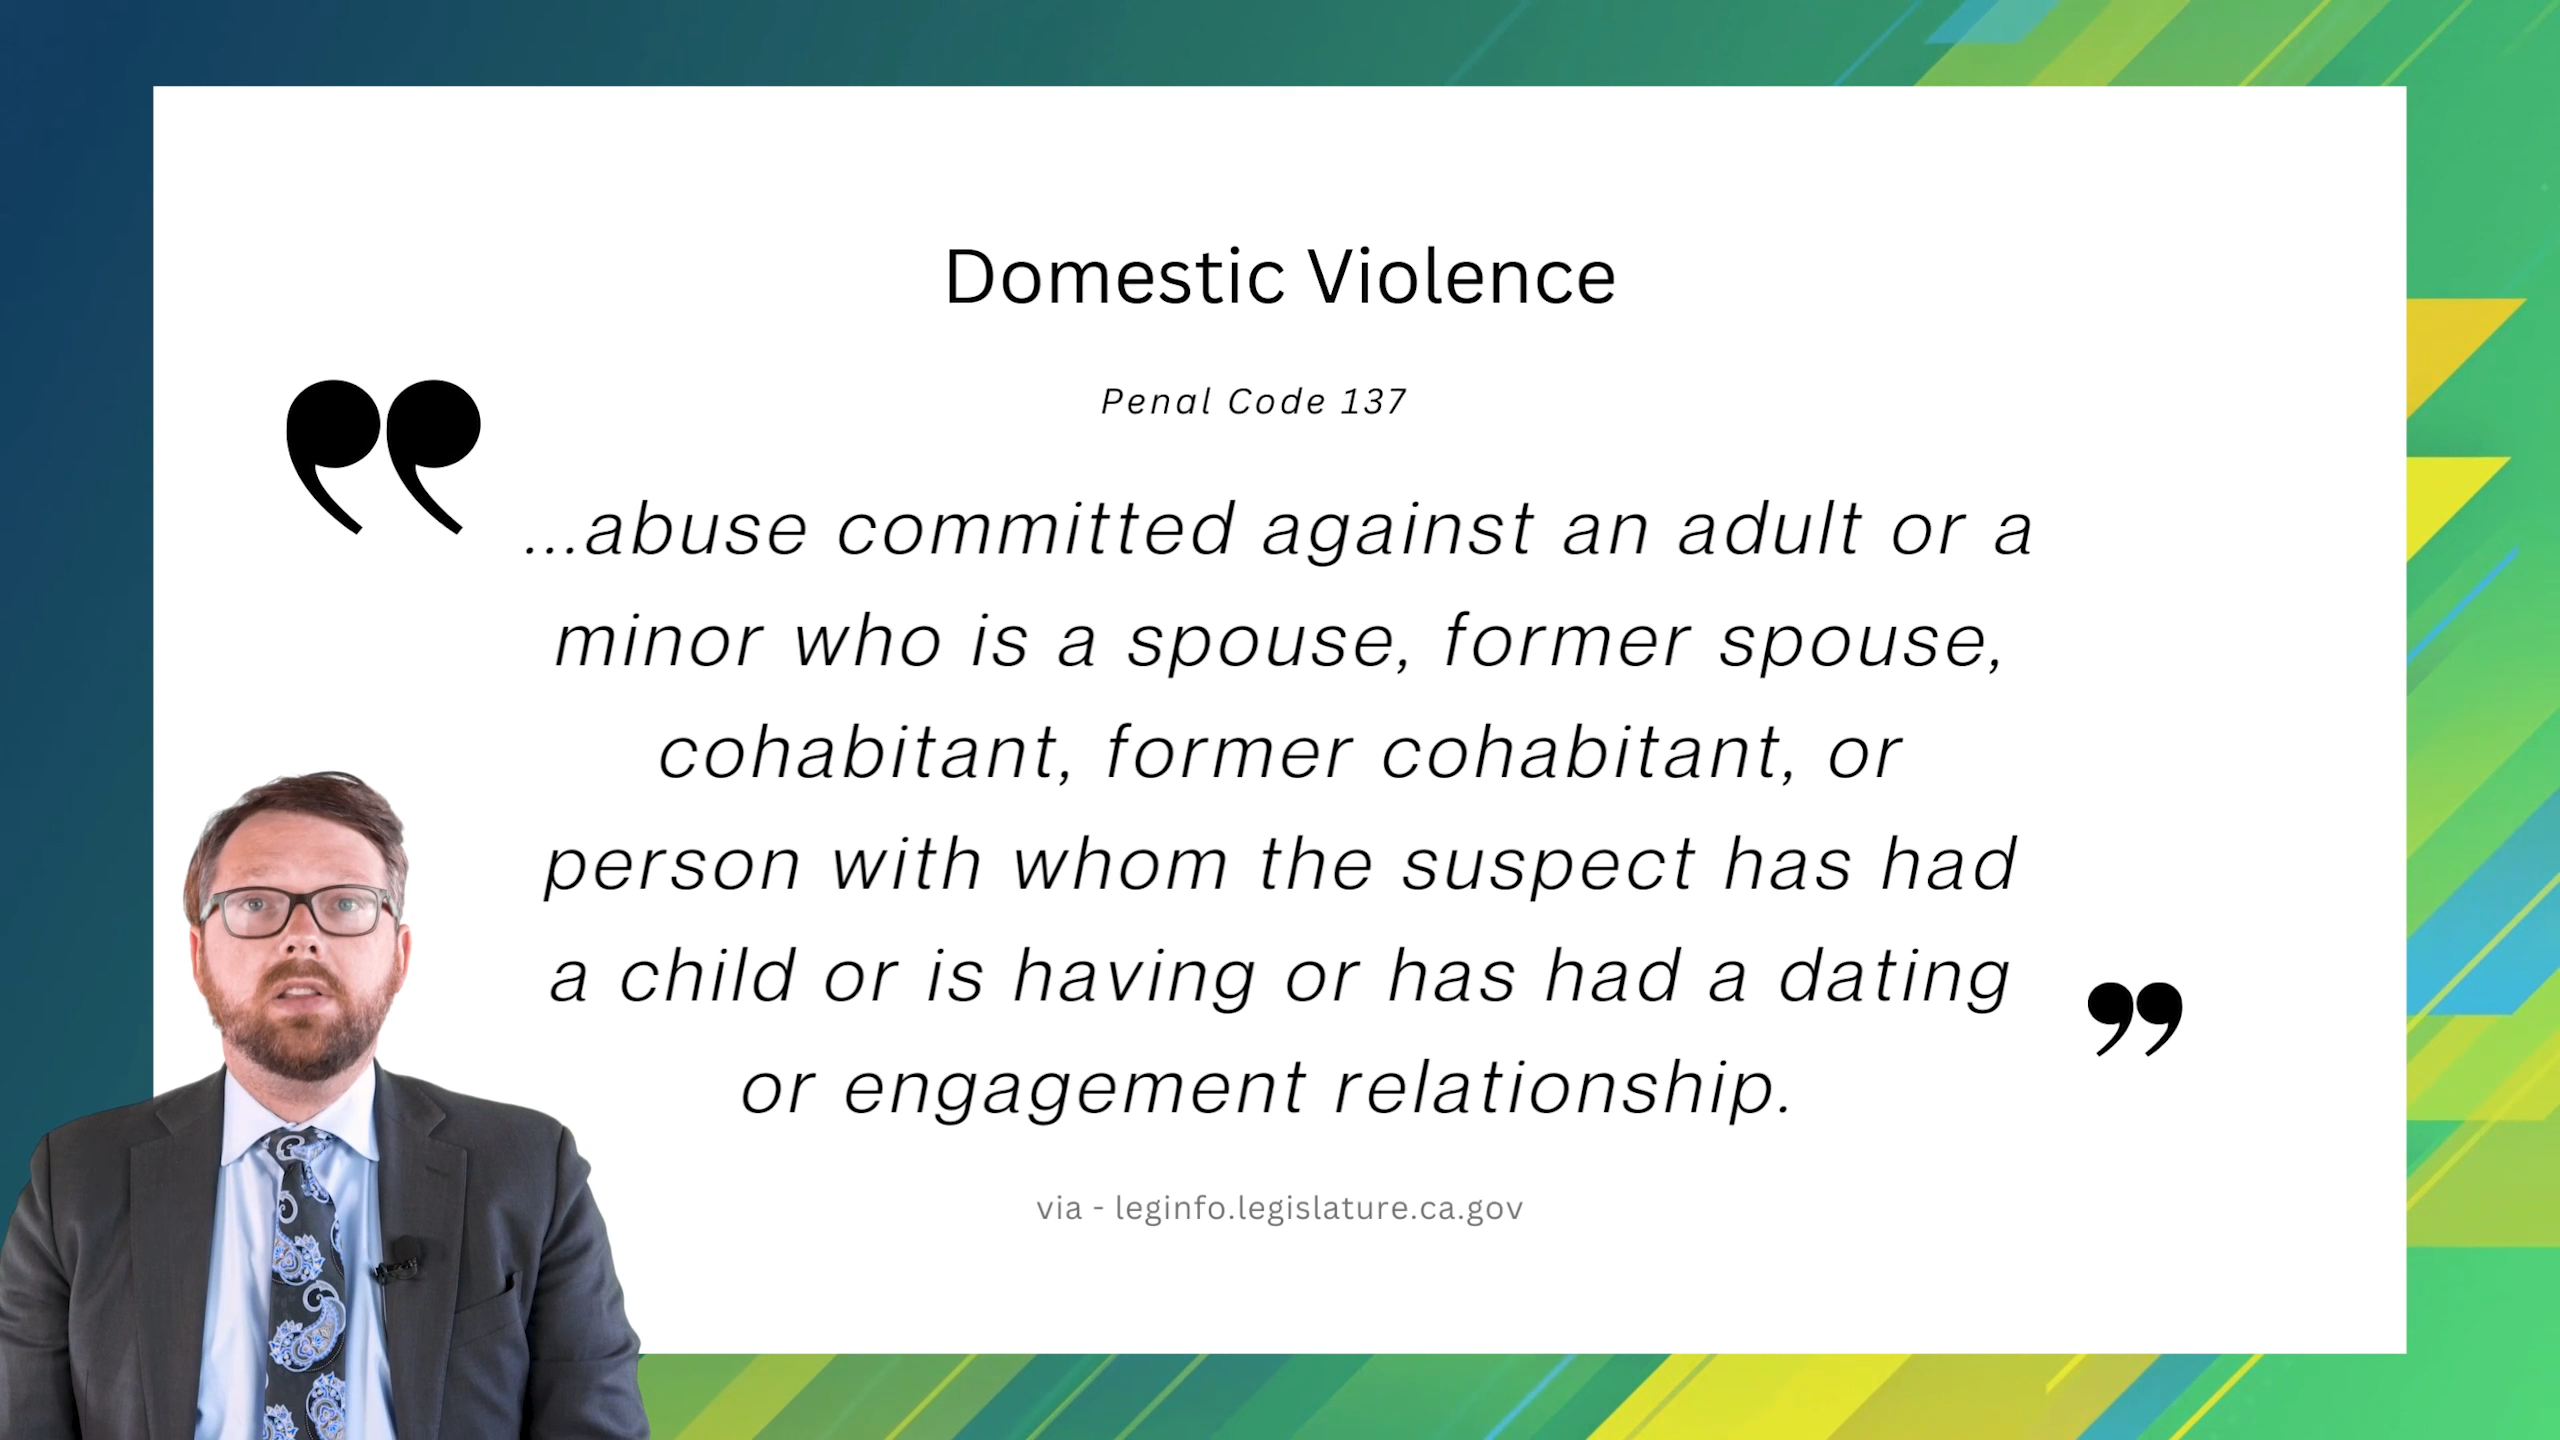 Domestic Violence
Penal Code 137
...abuse committed against an adult or a
minor who is a spouse, former spouse,
cohabitant, former cohabitant, or
person with whom the suspect has had
a child or is having or has had a dating
or engagement relationship.
via - leginfo.legislature.ca.gov